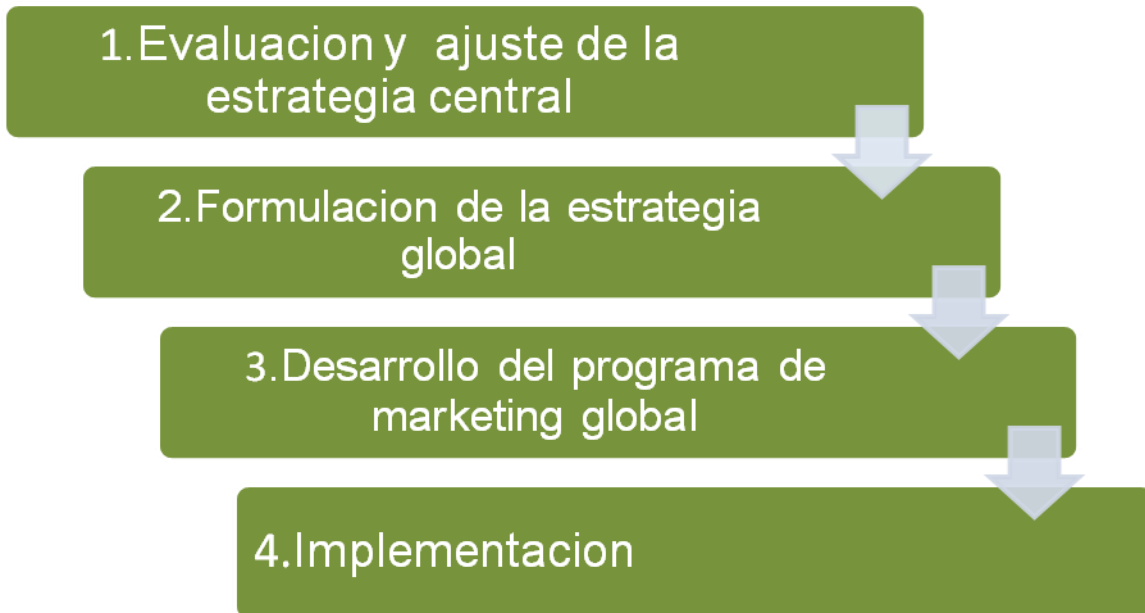 1.Evaluacion y ajuste de la
estrategia central
2.Formulacion de la estrategia
global
3.Desarrollo del programa de
marketing global
4.Implementacion